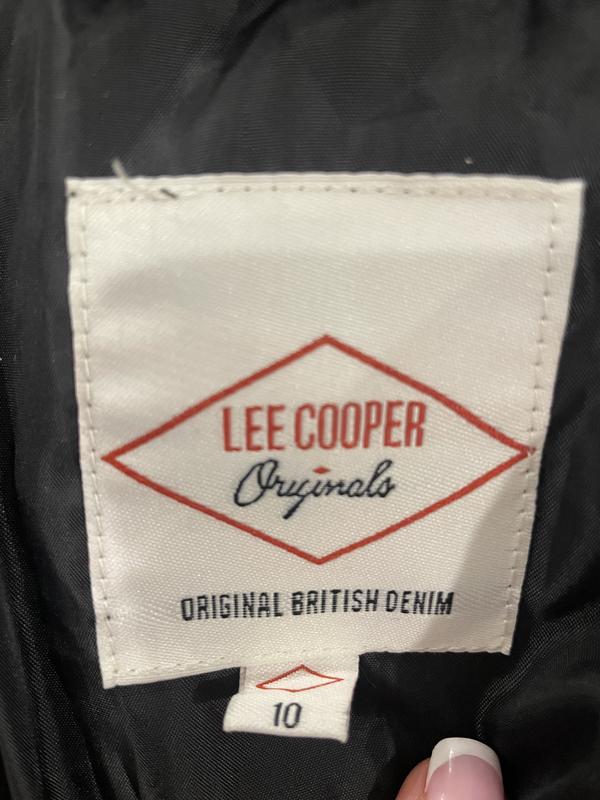 LEE COOPER
Originals
ORIGINAL BRITISH DENIM
10